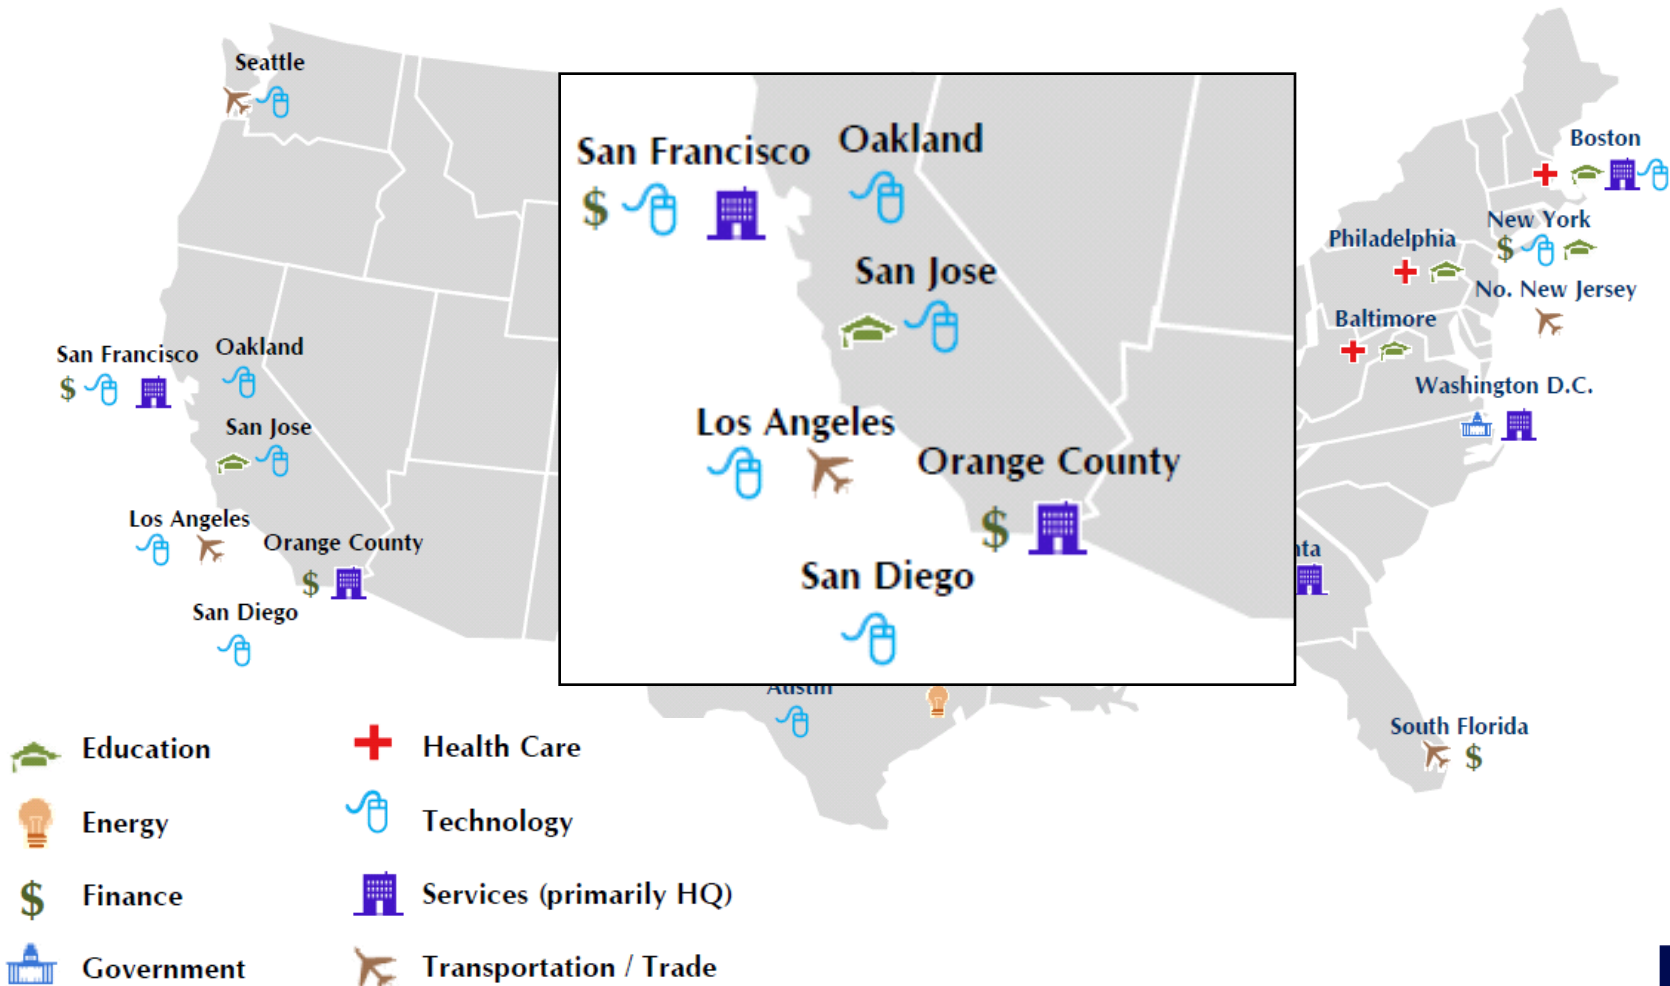 Seattle
San Francisco
Oakland
San Jose
Los Angeles
Orange County
San Diego
San Francisco
$
Oakland
San Jose
Los Angeles
Orange County
$
San Diego
Boston
New York
$
Philadelphia
No. New Jersey
Baltimore
Washington D.C.
nta
Austin
South Florida
$
$
$
Education
Health Care
Energy
Technology
$
Finance
Services (primarily HQ)
Government
Transportation / Trade